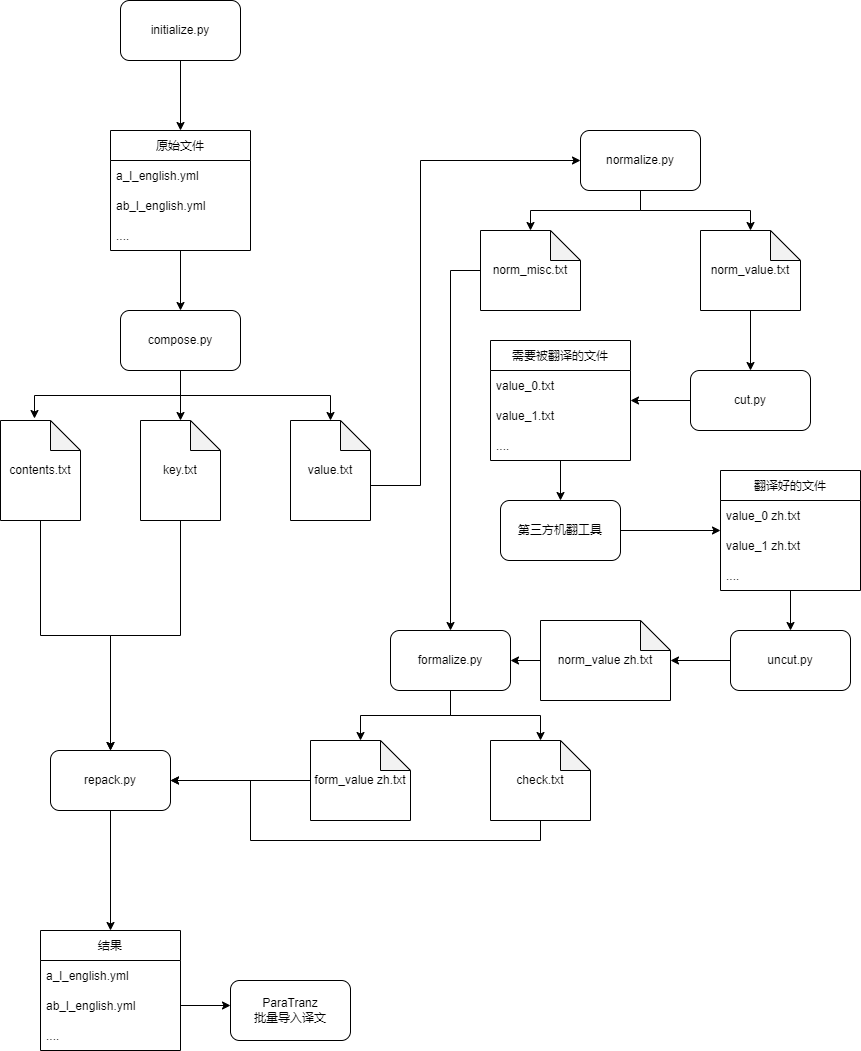 initialize.py
原始文件
a_l_english.yml
ab_l_english.yml
....
compose.py
contents.txt
key.txt
value.txt
normalize.py
norm_misc.txt
norm_value.txt
cut.py
需要被翻译的文件
value_0.txt
value_1.txt
....
第三方机翻工具
翻译好的文件
value_0 zh.txt
value_1 zh.txt
....
uncut.py
norm_value zh.txt
formalize.py
form_value zh.txt
check.txt
repack.py
结果
a_l_english.yml
ab_l_english.yml
....
ParaTranz
批量导入译文